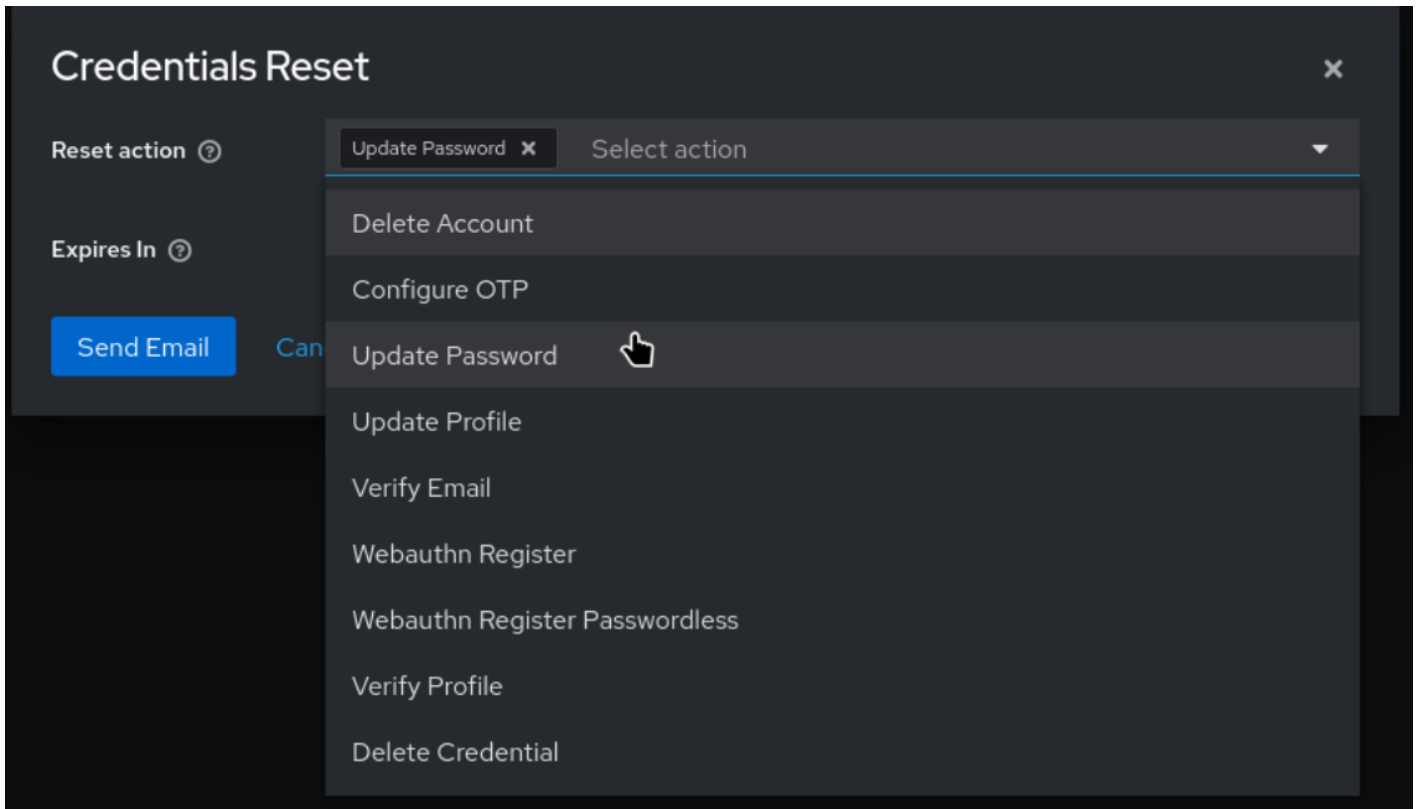 Credentials Reset
Reset action
Update Password
Select action
Delete Account
Expires In
Configure OTP
Send Email
Can
Update Password
Update Profile
Verify Email
Webauthn Register
Webauthn Register Passwordless
Verify Profile
Delete Credential